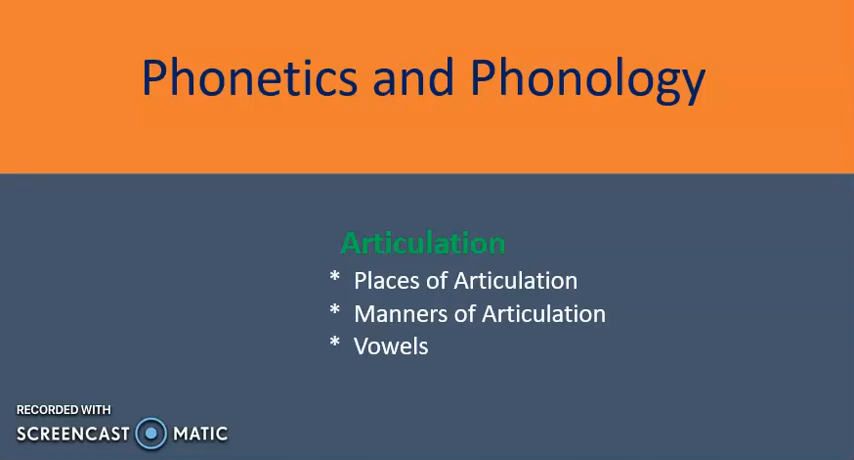 Phonetics and Phonology
Articulation
* Places of Articulation
* Manners of Articulation
* Vowels
RECORDED WITH
SCREENCAST MATIC